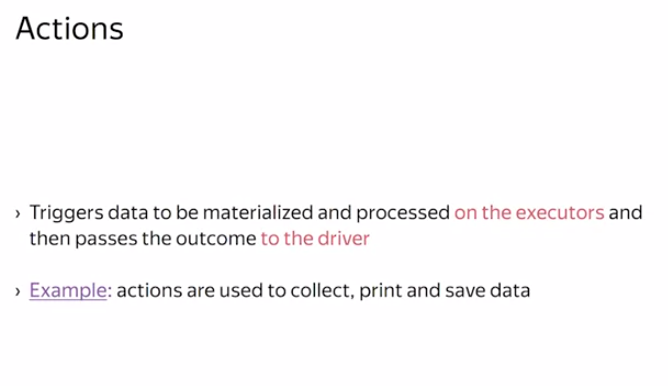 Actions
› Triggers data to be materialized and processed on the executors and
then passes the outcome to the driver
› Example: actions are used to collect, print and save data